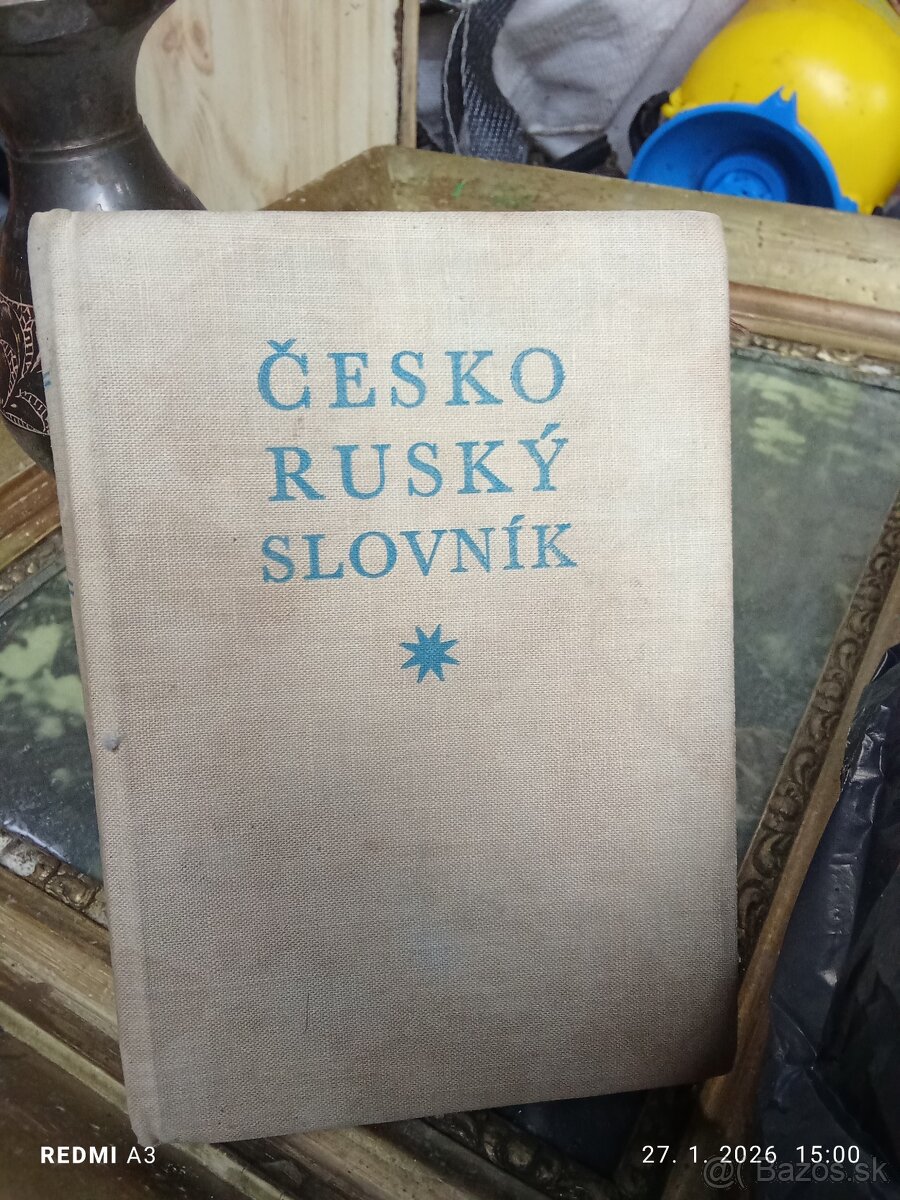 ČESKO
RUSKÝ
SLOVNÍK
REDMI A3
27. 1. 2026 15:00
@( Bazos.sk